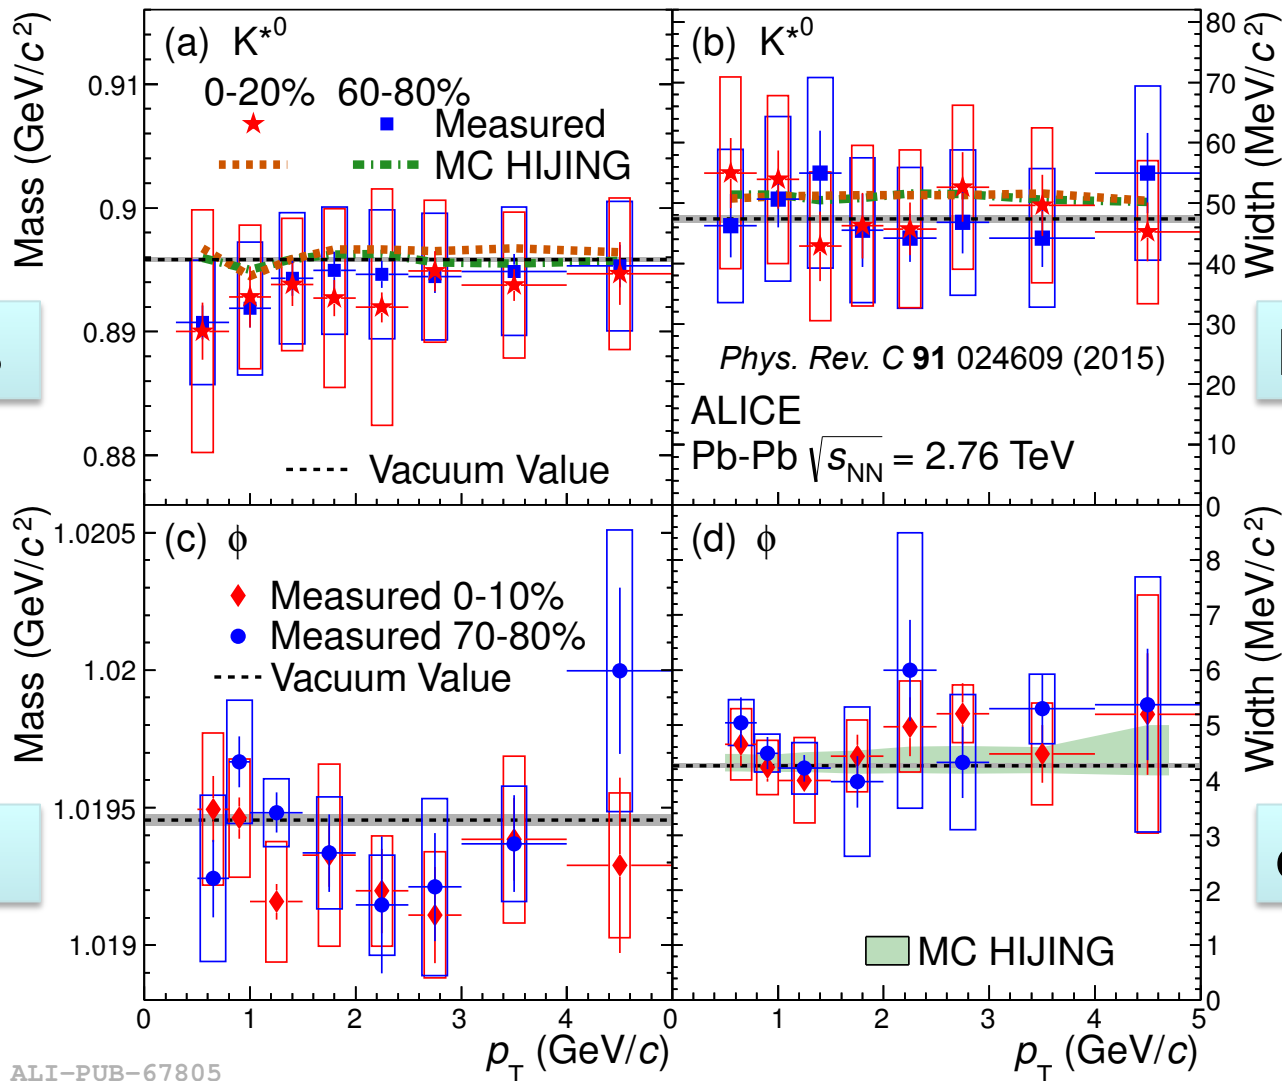 (a) K*0
0-20% 60-80%
Measured
MC HIJING
Vacuum Value
Mass (GeV/c2)
0.91
0.9
0.89
0.88
(b) K*0
Phys. Rev. C 91 024609 (2015)
ALICE
Pb-Pb √sNN = 2.76 TeV
Width (MeV/c2)
80
70
60
50
40
30
20
10
0
(c) ϕ
Measured 0-10%
Measured 70-80%
Vacuum Value
Mass (GeV/c2)
1.0205
1.02
1.0195
1.019
0 1 2 3 4 5
pT (GeV/c)
(d) ϕ
MC HIJING
Width (MeV/c2)
8
7
6
5
4
3
2
1
0
1 2 3 4 5
pT (GeV/c)
ALI-PUB-67805